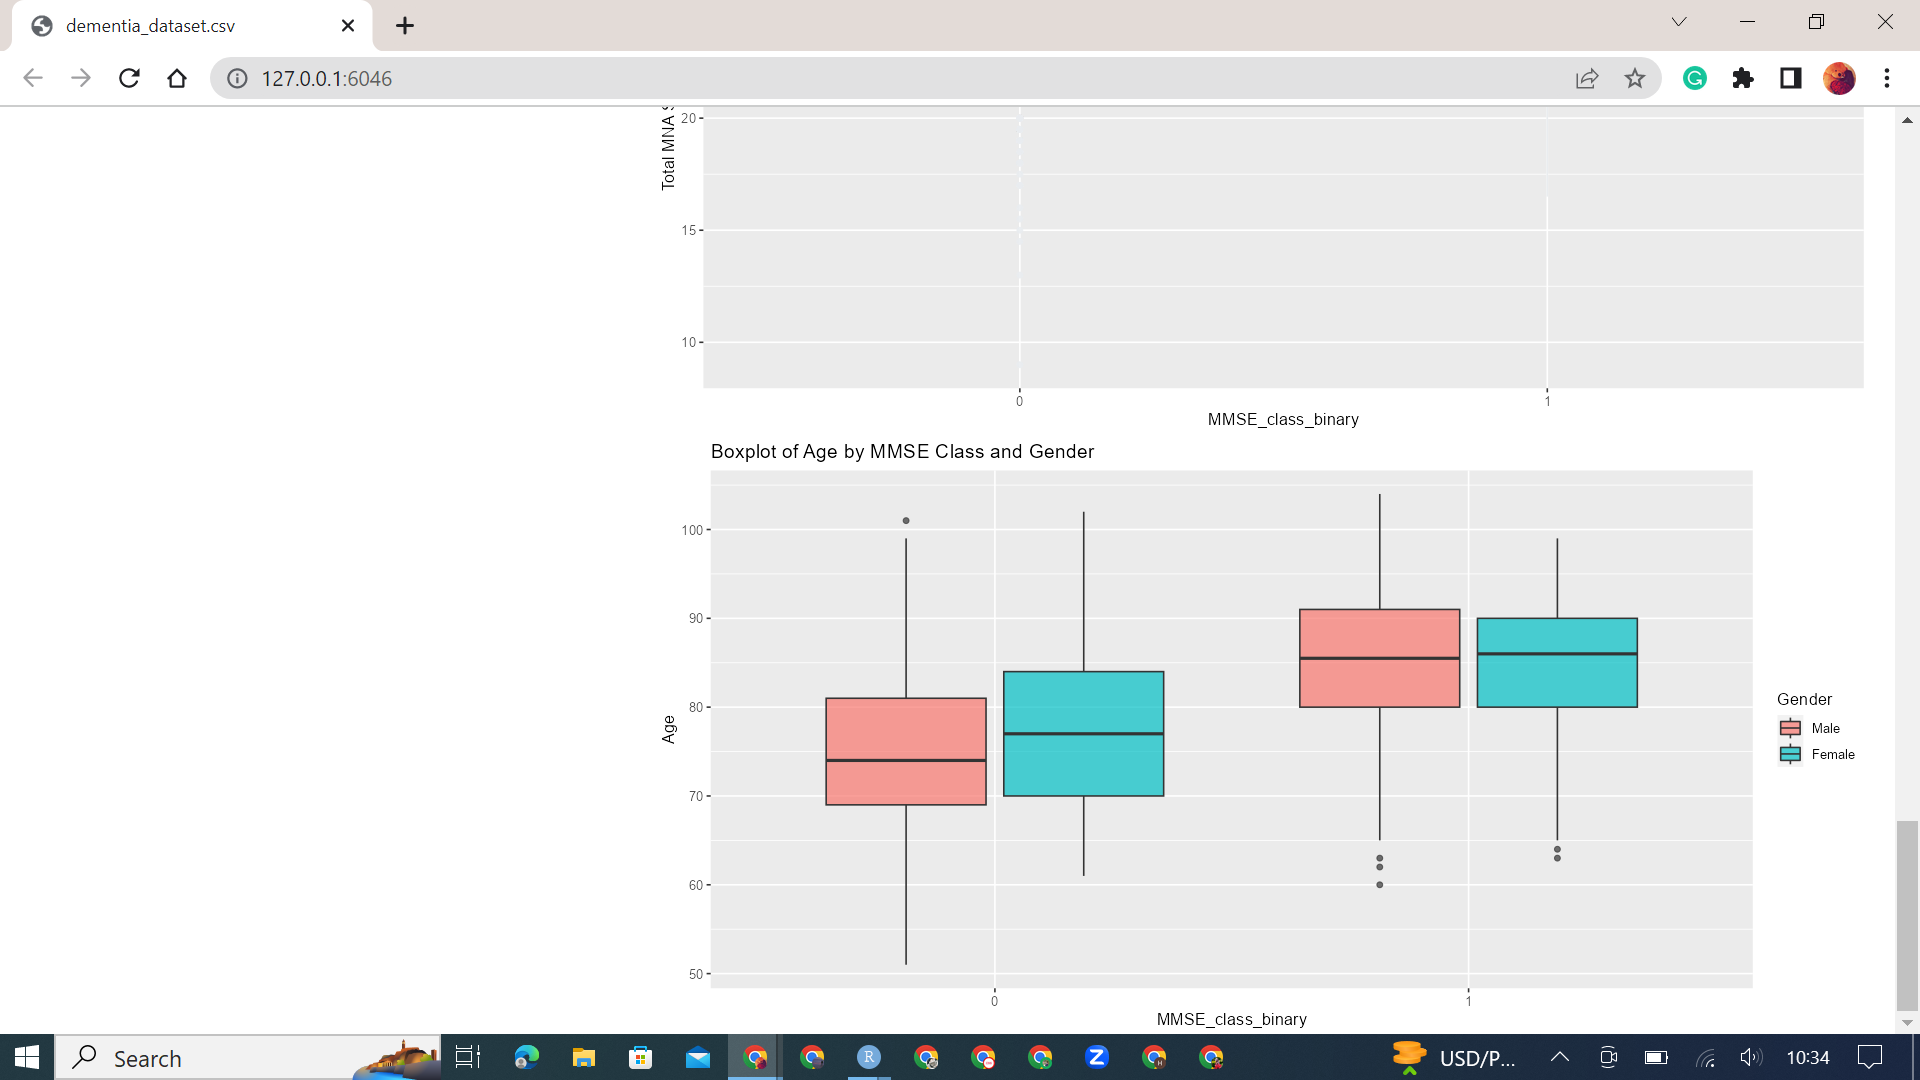 dementia_dataset.csv
127.0.0.1:6046
Total MNA
20
15
10
0 1
MMSE_class_binary
Boxplot of Age by MMSE Class and Gender
Age
100
90
80
70
60
50
0 1
MMSE_class_binary
Gender
Male
Female
Search
USD/P...
10:34